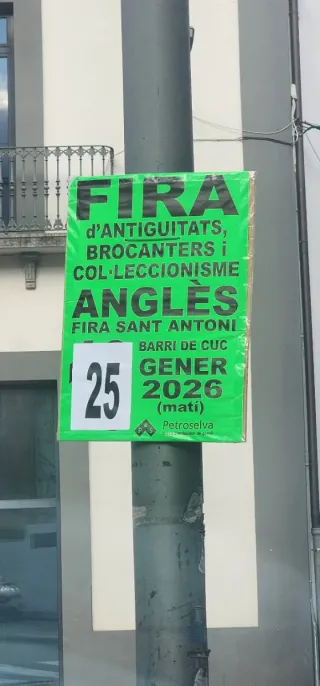 FIRA
d'ANTIGUITATS,
BROCANTERS i
COL·LECCIONISME
ANGLÈS
FIRA SANT ANTONI
BARRI DE CUC
25 GENER
2026
(matí)
Petroselva